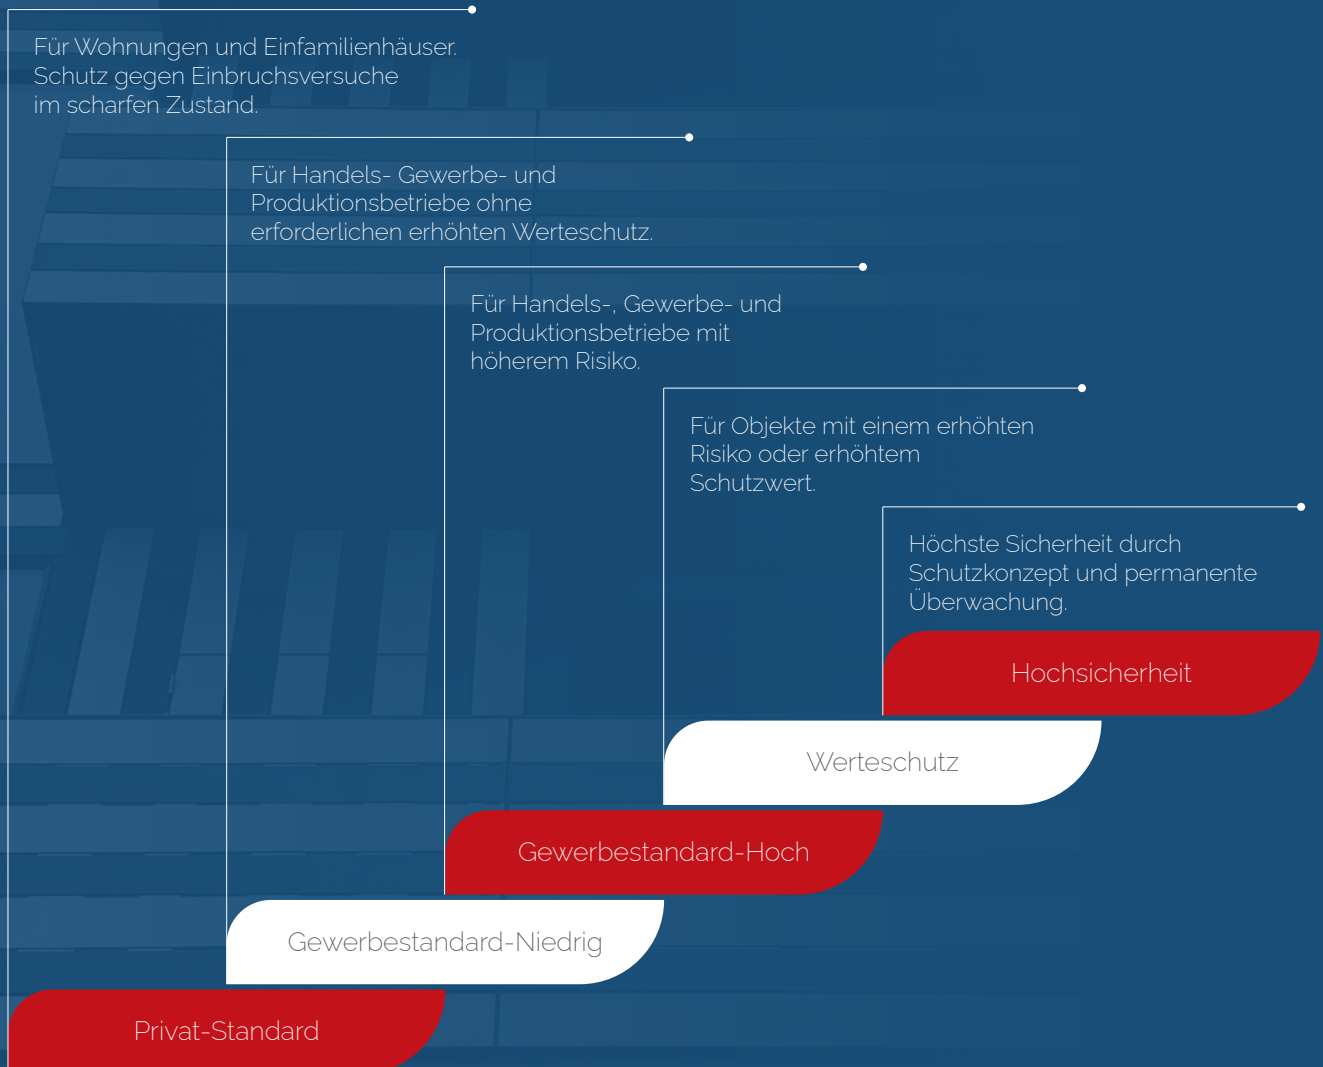 Für Wohnungen und Einfamilienhäuser.
Schutz gegen Einbruchsversuche
im scharfen Zustand.
Für Handels- Gewerbe- und
Produktionsbetriebe ohne
erforderlichen erhöhten Werteschutz.
Für Handels-, Gewerbe- und
Produktionsbetriebe mit
höherem Risiko.
Für Objekte mit einem erhöhten
Risiko oder erhöhtem
Schutzwert.
Höchste Sicherheit durch
Schutzkonzept und permanente
Überwachung.
Hochsicherheit
Werteschutz
Gewerbestandard-Hoch
Gewerbestandard-Niedrig
Privat-Standard